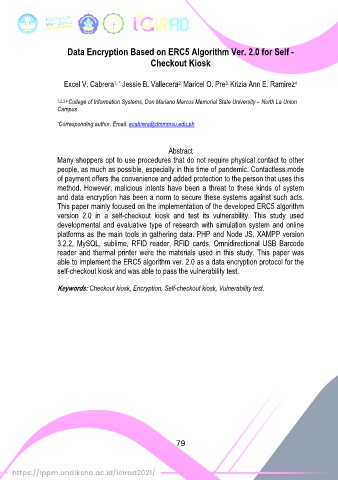 iCIRAD
Data Encryption Based on ERC5 Algorithm Ver. 2.0 for Self -
Checkout Kiosk
Excel V. Cabrera1, * Jessie B. Vallecera2, Maricel O. Pre3, Krizia Ann E. Ramirez4
1,2,3,4 College of Information Systems, Don Mariano Marcos Memorial State University – North La Union
Campus
*Corresponding author. Email: ecabrera@dmmmsu.edu.ph
Abstract
Many shoppers opt to use procedures that do not require physical contact to other
people, as much as possible, especially in this time of pandemic. Contactless mode
of payment offers the convenience and added protection to the person that uses this
method. However, malicious intents have been a threat to these kinds of system
and data encryption has been a norm to secure these systems against such acts.
This paper mainly focused on the implementation of the developed ERC5 algorithm
version 2.0 in a self-checkout kiosk and test its vulnerability. This study used
developmental and evaluative type of research with simulation system and online
platforms as the main tools in gathering data. PHP and Node JS, XAMPP version
3.2.2, MySQL, sublime, RFID reader, RFID cards, Omnidirectional USB Barcode
reader and thermal printer were the materials used in this study. This paper was
able to implement the ERC5 algorithm ver. 2.0 as a data encryption protocol for the
self-checkout kiosk and was able to pass the vulnerability test.
Keywords: Checkout kiosk, Encryption, Self-checkout kiosk, Vulnerability test.
79
https://lppm.undiksha.ac.id/icirad2021/